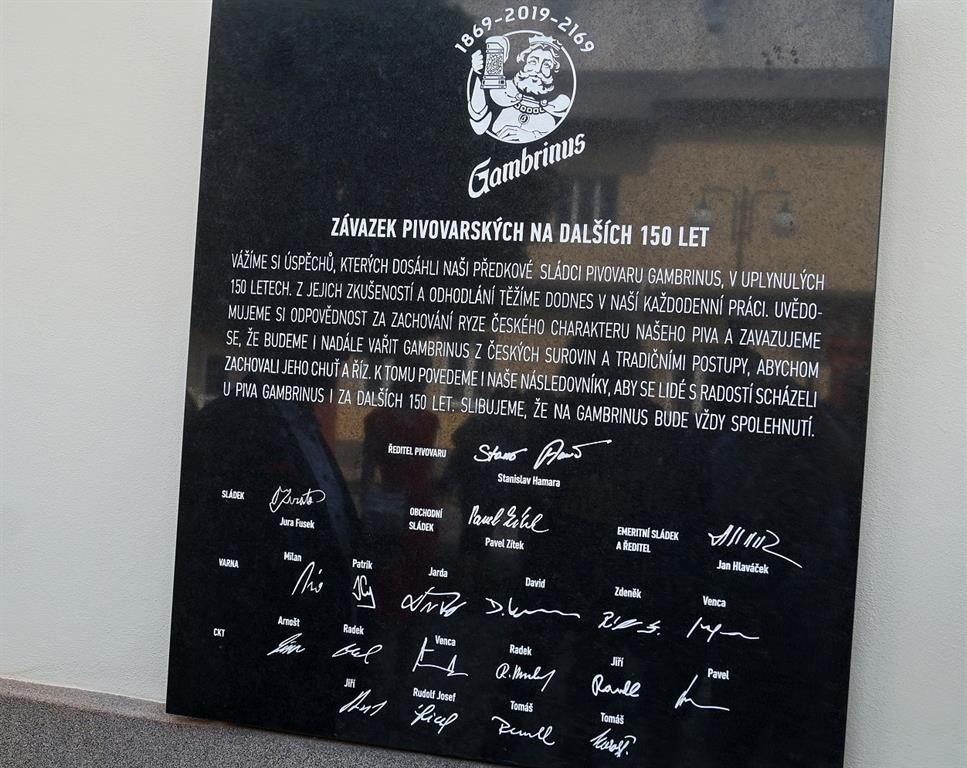 1869-2019-2169
Gambrinus
ZÁVAZEK PIVOVARSKÝCH NA DALŠÍCH 150 LET
VÁŽÍME SI ÚSPĚCHŮ, KTERÝCH DOSÁHLI NAŠI PŘEDKOVÉ SLÁDCI PIVOVARU GAMBRINUS, V UPLYNULÝCH
150 LETECH. Z JEJICH ZKUŠENOSTÍ A ODHODLÁNÍ TĚŽÍME DODNES V NAŠÍ KAŽDODENNÍ PRÁCI. UVĚDO-
MUJEME SI ODPOVĚDNOST ZA ZACHOVÁNÍ RYZE ČESKÉHO CHARAKTERU NAŠEHO PIVA A ZAVAZUJEME
SE, ŽE BUDEME I NADÁLE VAŘIT GAMBRINUS Z ČESKÝCH SUROVIN A TRADIČNÍMI POSTUPY, ABYCHOM
ZACHOVALI JEHO CHUŤ A ŘÍZ. K TOMU POVEDEME I NAŠE NÁSLEDOVNÍKY, ABY SE LIDÉ S RADOSTÍ SCHÁZELI
U PIVA GAMBRINUS I ZA DALŠÍCH 150 LET. SLIBUJEME, ŽE NA GAMBRINUS BUDE VŽDY SPOLEHNUTÍ.
ŘEDITEL PIVOVARU
Stanislav Hamara
SLÁDEK
Jura Fusek
OBCHODNÍ
SLÁDEK
Pavel Zítek
EMERITNÍ SLÁDEK
A ŘEDITEL
Jan Hlaváček
VARNA
Milan
Patrik
Jarda
David
Zdeněk
Venca
CKT
Arnošt
Radek
Venca
Radek
Jiří
Pavel
Jiří
Rudolf Josef
Tomáš
Tomáš